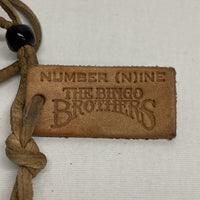 NUMBER (N)INE
THE BINGO
BROTHERS